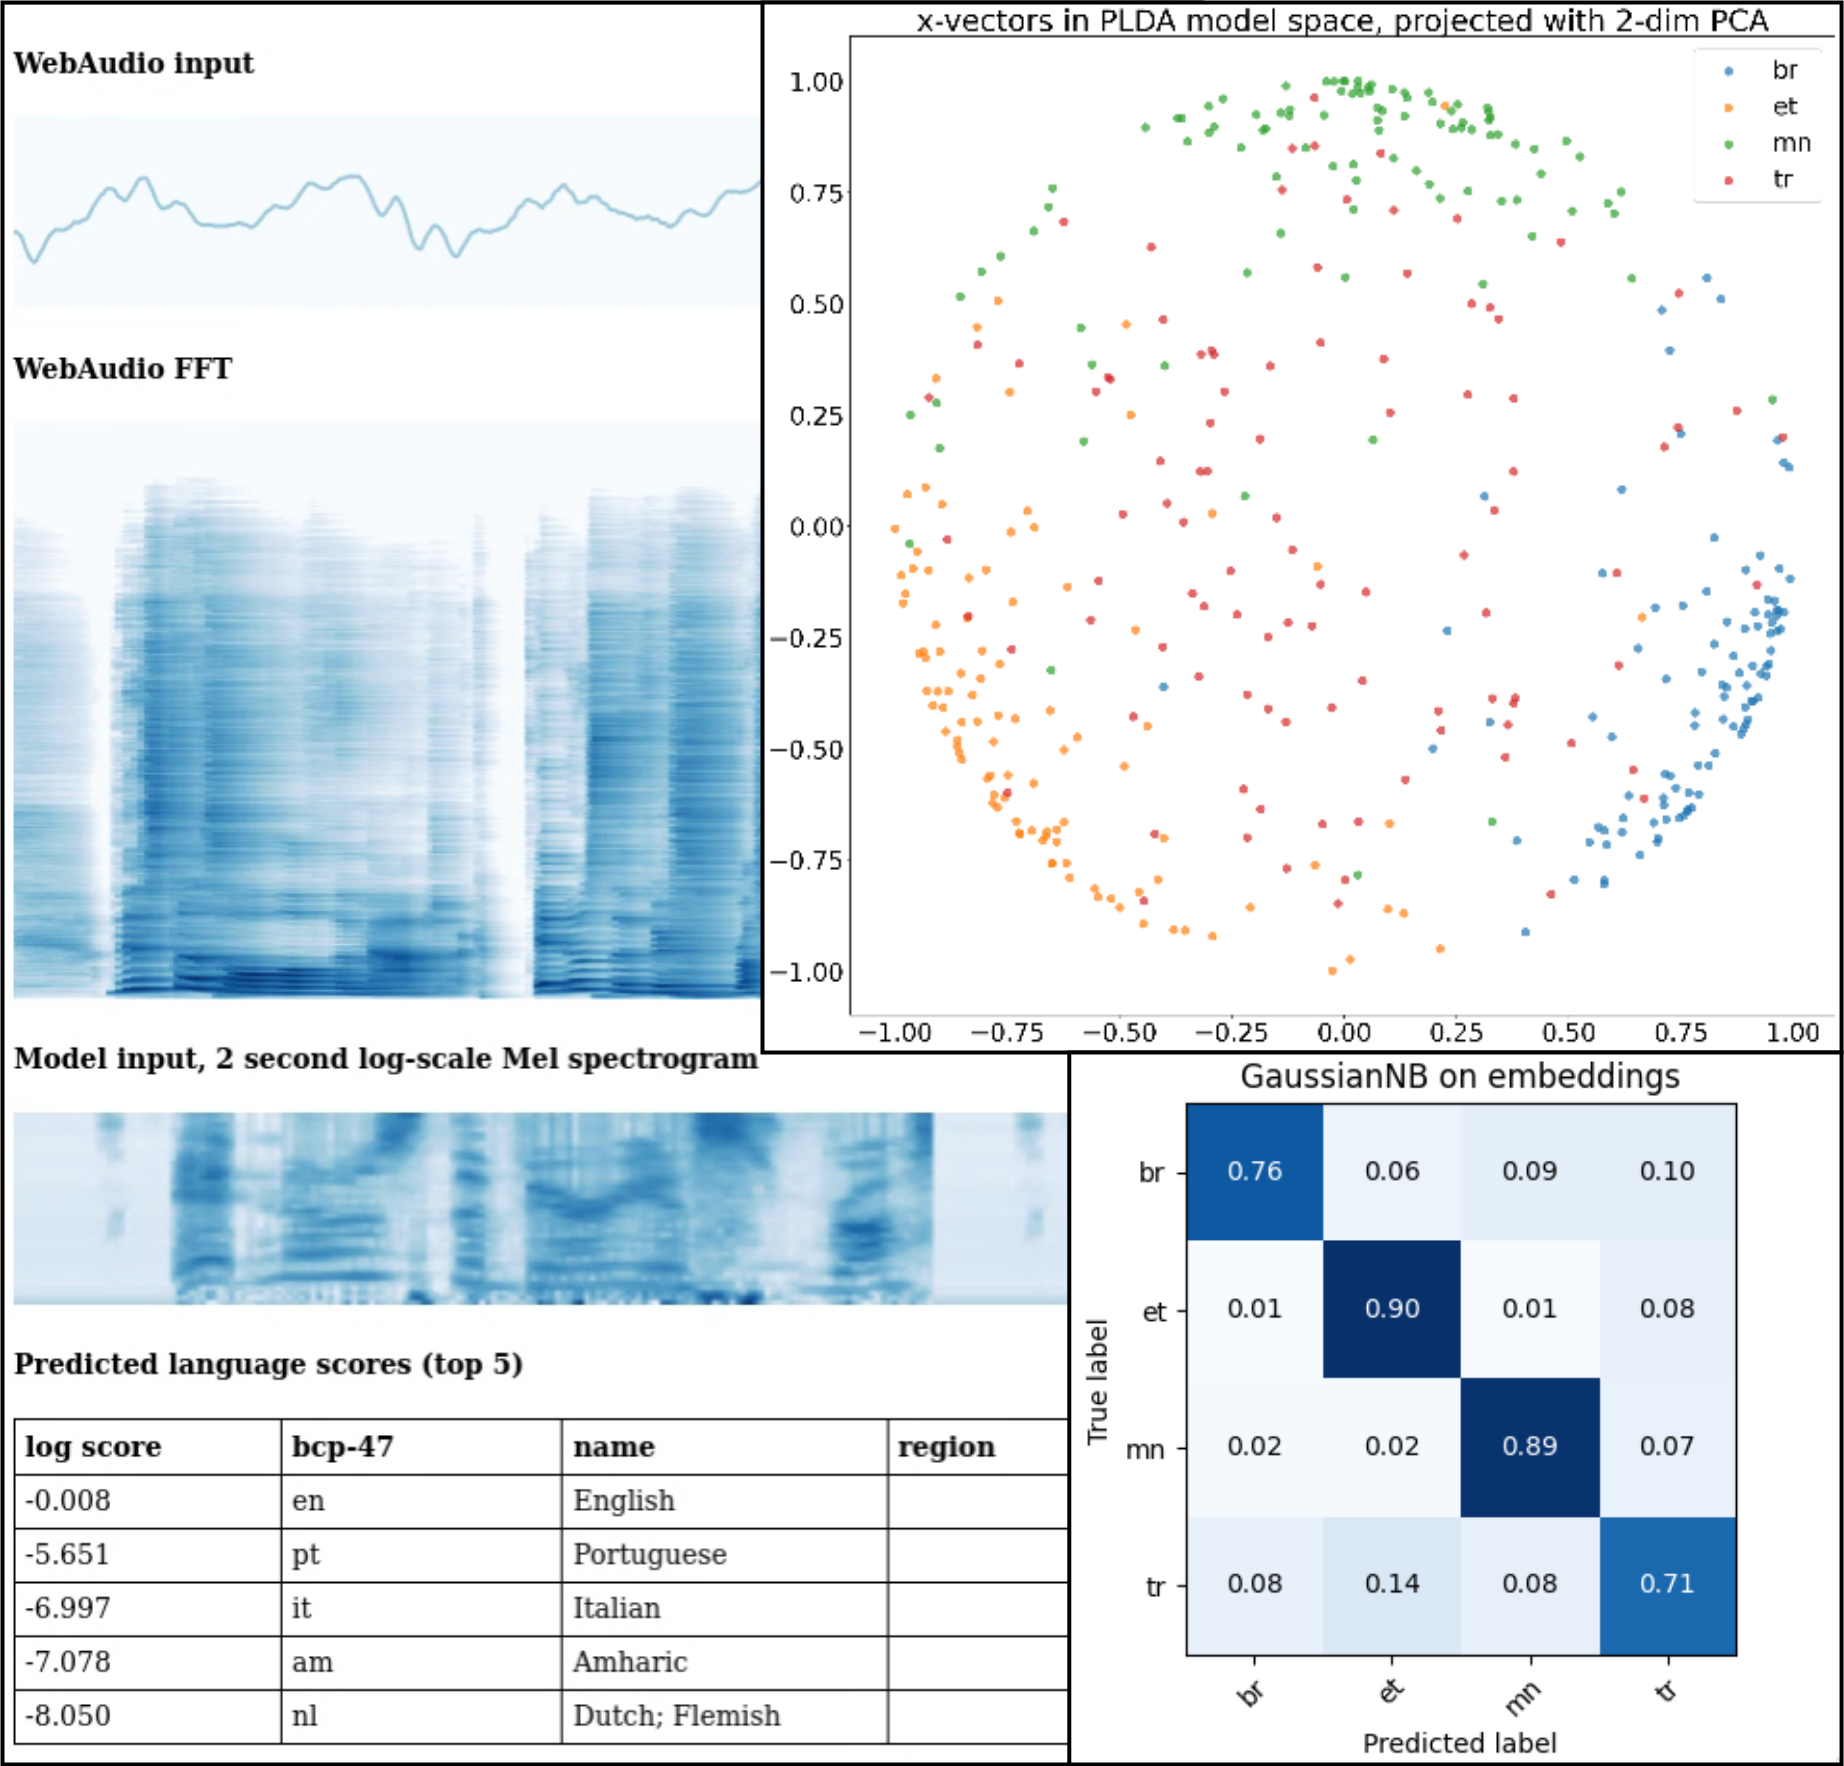 WebAudio input
WebAudio FFT
Model input, 2 second log-scale Mel spectrogram
Predicted language scores (top 5)
log score bcp-47 name region
-0.008 en English
-5.651 pt Portuguese
-6.997 it Italian
-7.078 am Amharic
-8.050 nl Dutch; Flemish
x-vectors in PLDA model space, projected with 2-dim PCA
br
et
mn
tr
1.00
0.75
0.50
0.25
0.00
−0.25
−0.50
−0.75
−1.00
−1.00 −0.75 −0.50 −0.25 0.00 0.25 0.50 0.75 1.00
GaussianNB on embeddings
True label
br 0.76 0.06 0.09 0.10
et 0.01 0.90 0.01 0.08
mn 0.02 0.02 0.89 0.07
tr 0.08 0.14 0.08 0.71
br et mn tr
Predicted label